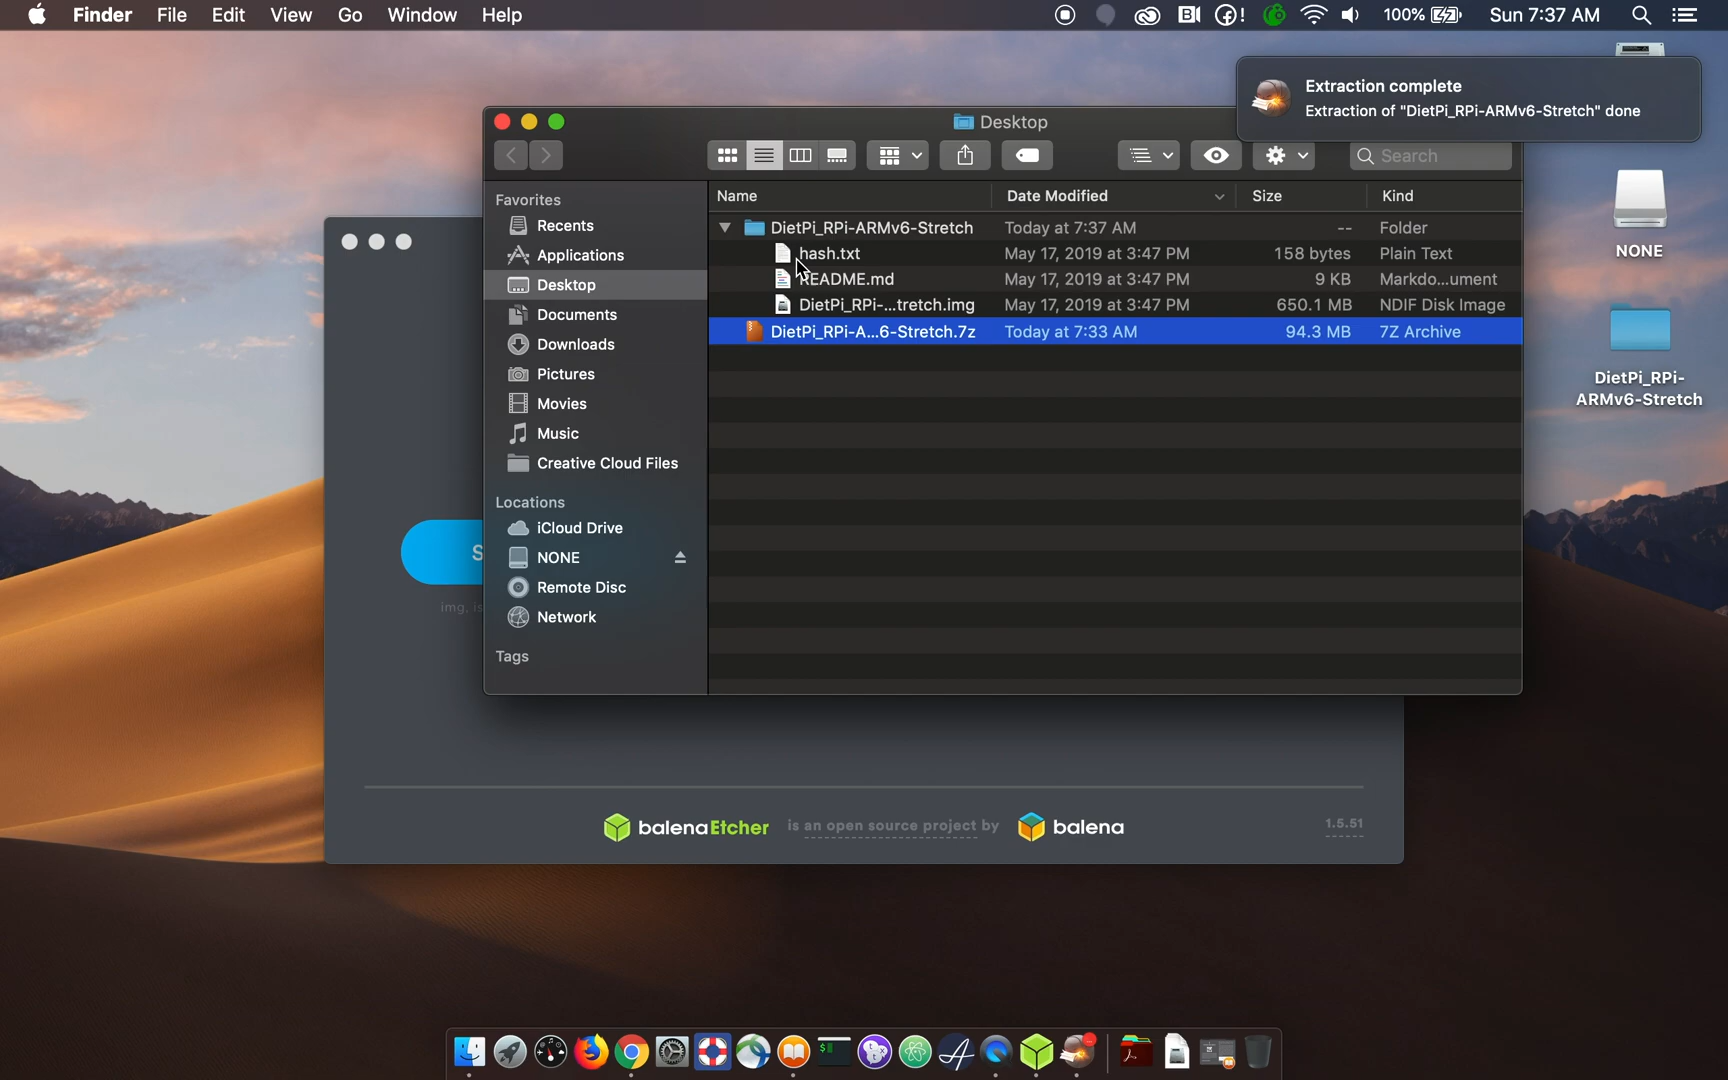 Finder File Edit View Go Window Help 100% Sun 7:37 AM
Extraction complete
Extraction of "DietPi_RPi-ARMv6-Stretch" done
Desktop
Search
Favorites
Recents
Applications
Desktop
Documents
Downloads
Pictures
Movies
Music
Creative Cloud Files
Locations
iCloud Drive
NONE
Remote Disc
Network
Tags
Name Date Modified Size Kind
DietPi_RPi-ARMv6-Stretch Today at 7:37 AM -- Folder
hash.txt May 17, 2019 at 3:47 PM 158 bytes Plain Text
README.md May 17, 2019 at 3:47 PM 9 KB Markdo...ument
DietPi_RPi-...tretch.img May 17, 2019 at 3:47 PM 650.1 MB NDIF Disk Image
DietPi_RPi-A...6-Stretch.7z Today at 7:33 AM 94.3 MB 7Z Archive
NONE
DietPi_RPi-
ARMv6-Stretch
S
img, is
balenaEtcher is an open source project by balena 1.5.51